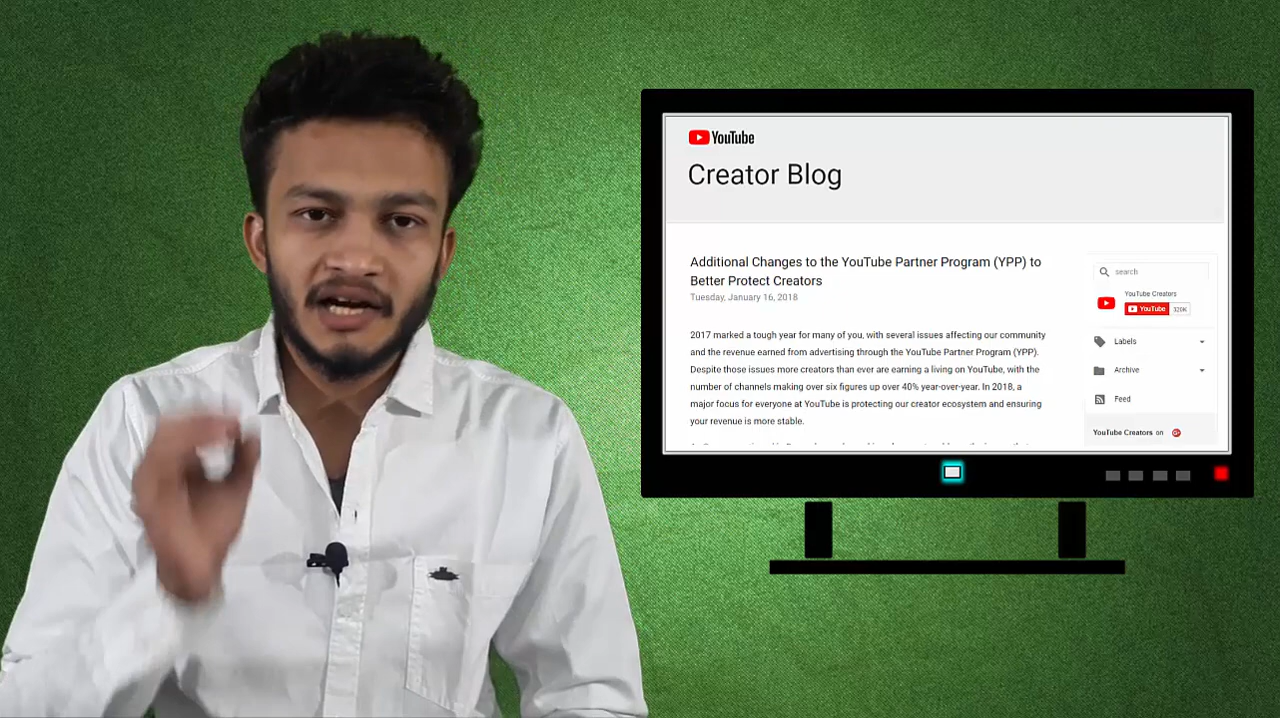 YouTube
Creator Blog
Additional Changes to the YouTube Partner Program (YPP) to
Better Protect Creators
Tuesday, January 16, 2018
2017 marked a tough year for many of you, with several issues affecting our community
and the revenue earned from advertising through the YouTube Partner Program (YPP).
Despite those issues more creators than ever are earning a living on YouTube, with the
number of channels making over six figures up over 40% year-over-year. In 2018, a
major focus for everyone at YouTube is protecting our creator ecosystem and ensuring
your revenue is more stable.
search
YouTube Creators
YouTube 320K
Labels
Archive
Feed
YouTube Creators on